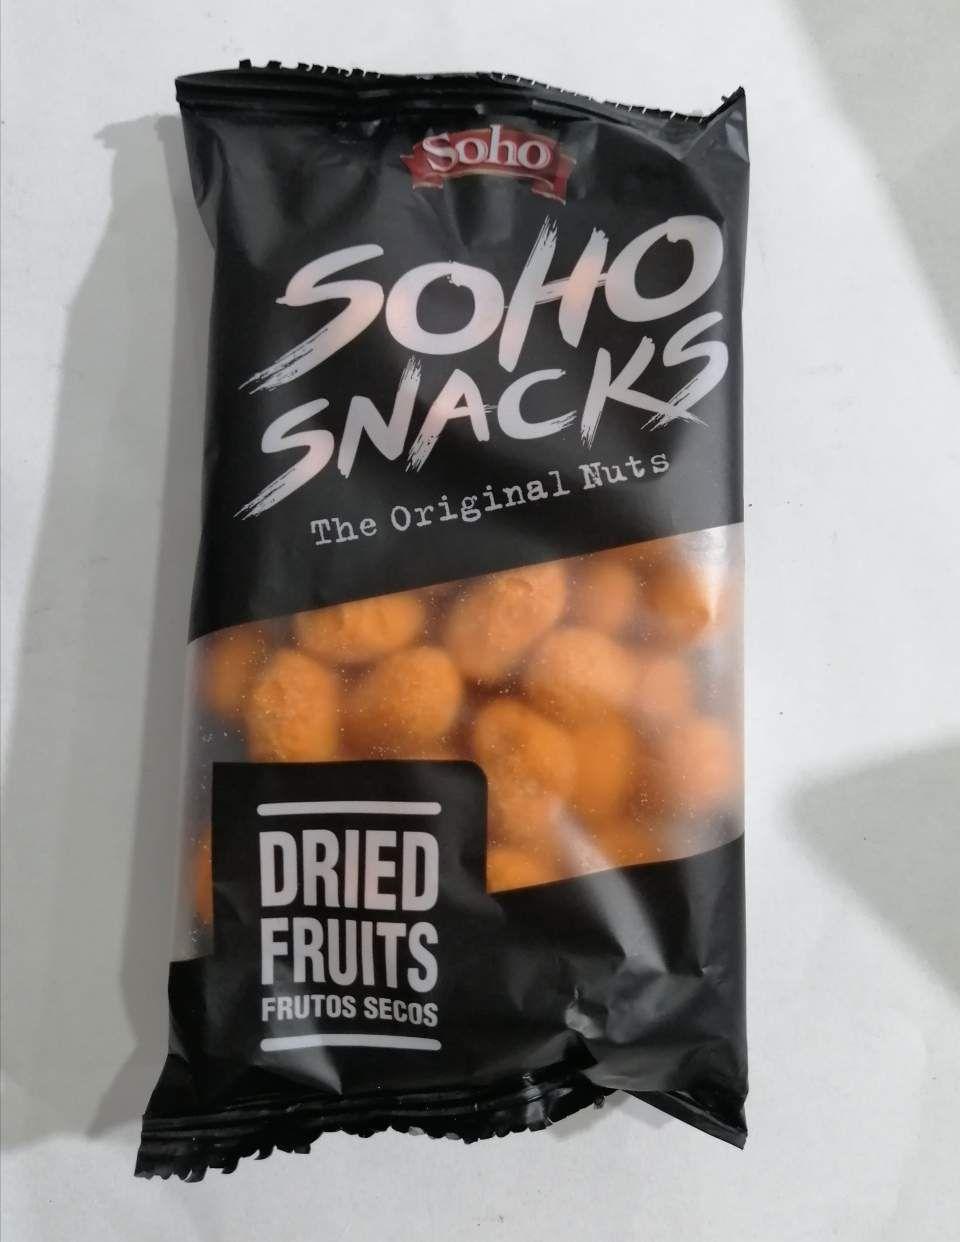 Soho
SOHO
SNACKS
The Original Nuts
DRIED
FRUITS
FRUTOS SECOS